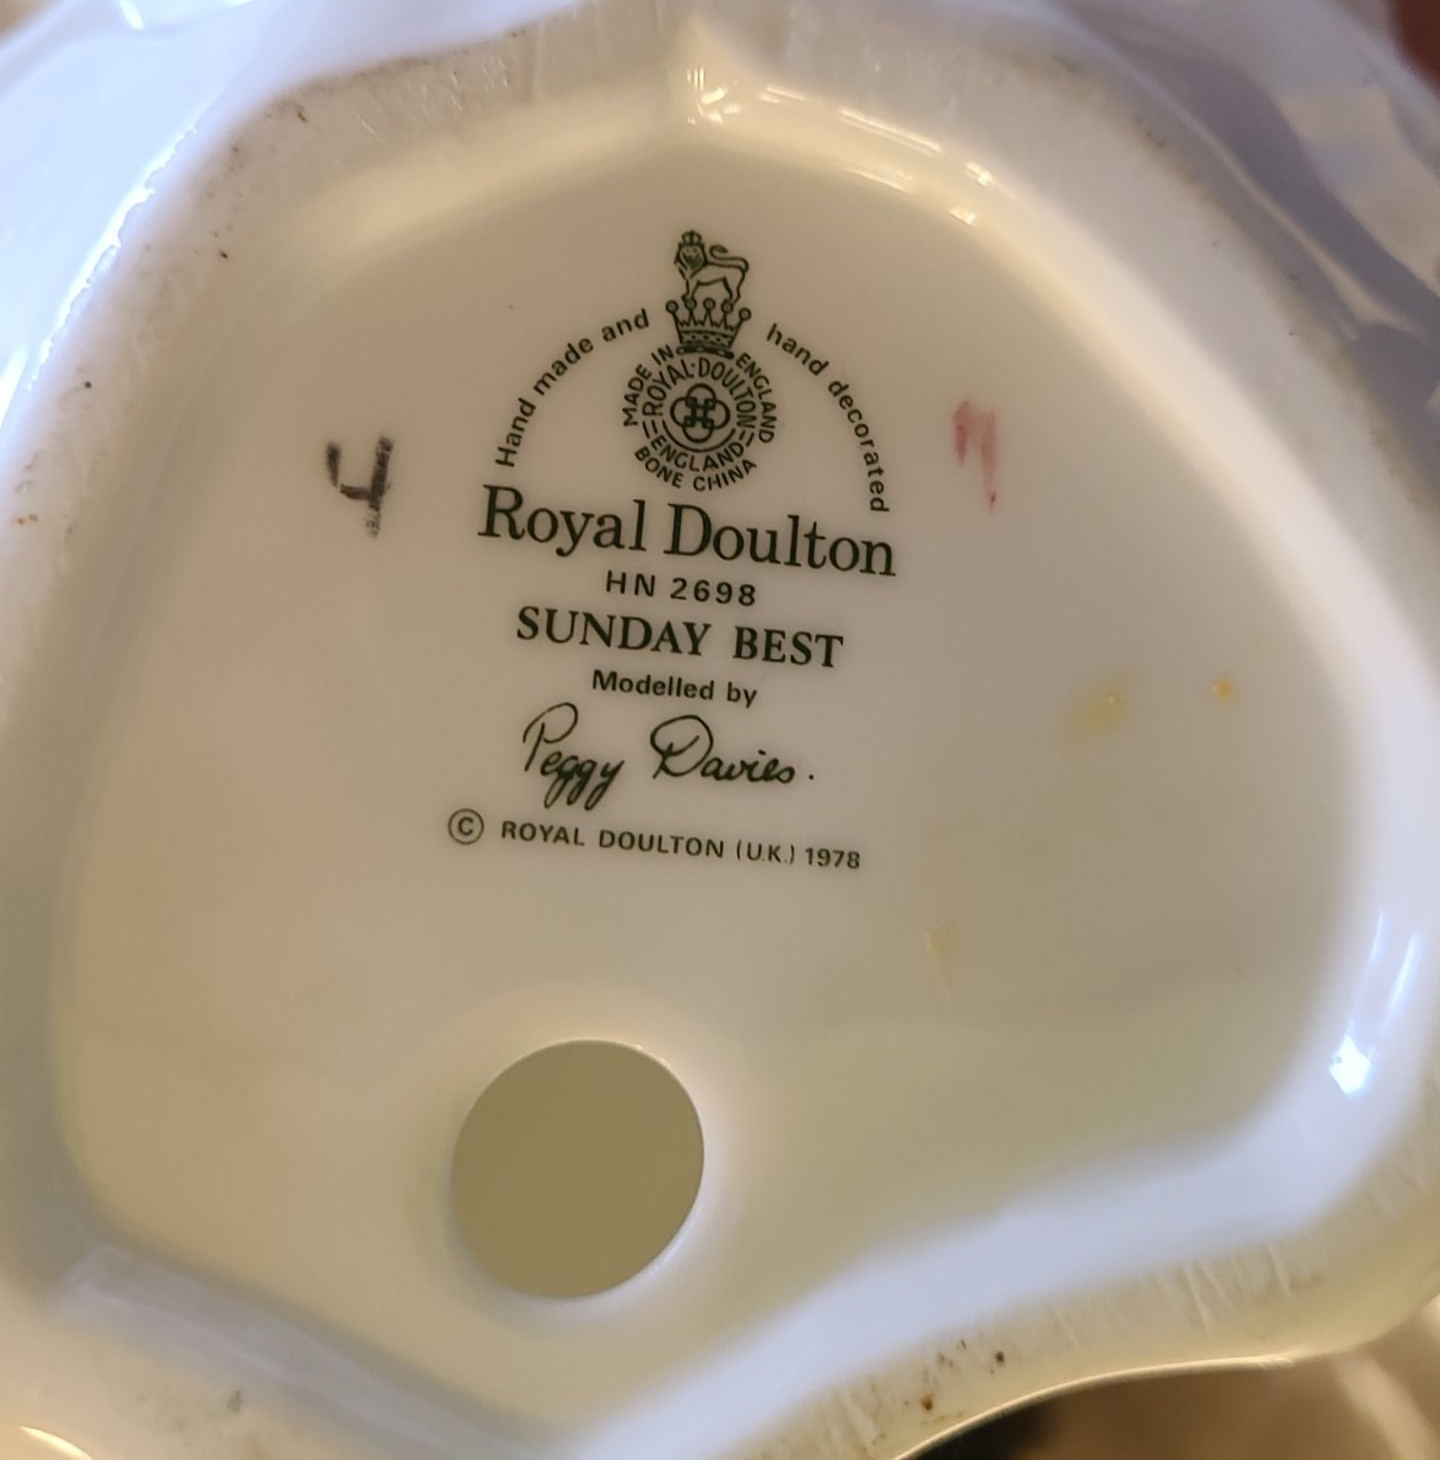 Hand made and hand decorated
MADE IN ENGLAND
ROYAL·DOULTON
ENGLAND
BONE CHINA
4
Royal Doulton
HN 2698
SUNDAY BEST
Modelled by
Peggy Davies.
© ROYAL DOULTON (U.K.) 1978